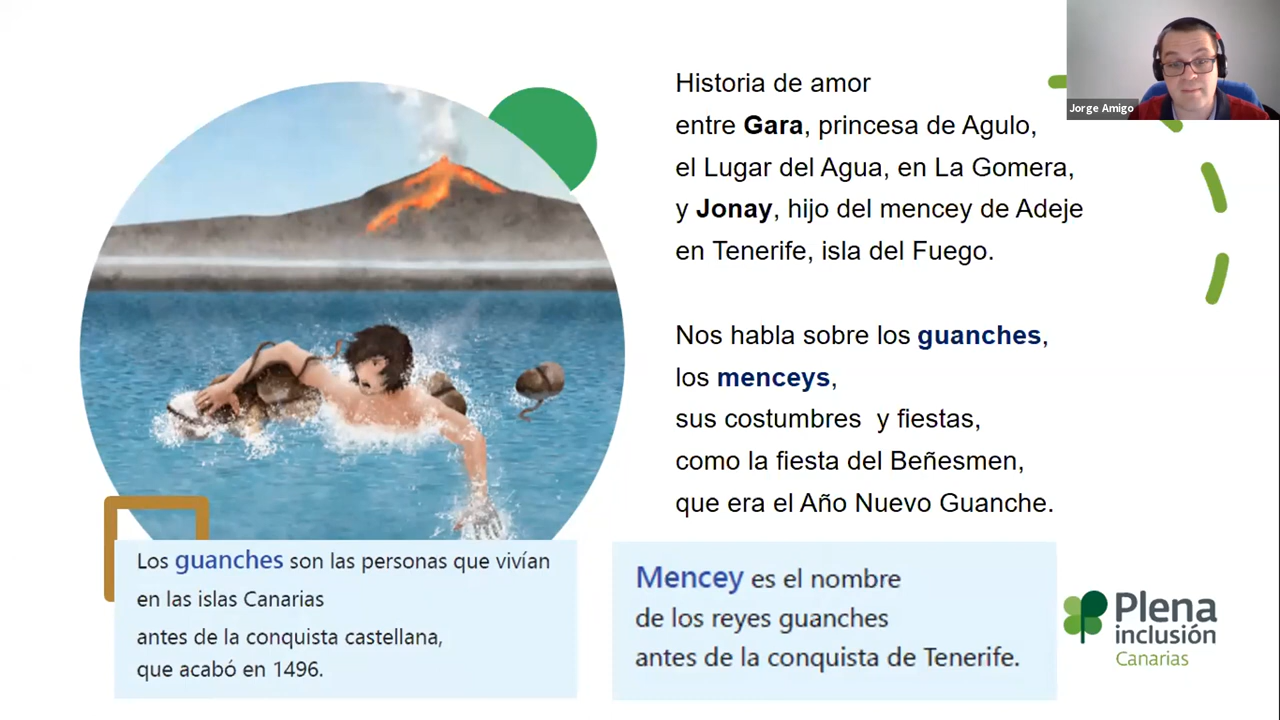 Historia de amor
entre Gara, princesa de Agulo,
el Lugar del Agua, en La Gomera,
y Jonay, hijo del mencey de Adeje
en Tenerife, isla del Fuego.
Nos habla sobre los guanches,
los menceys,
sus costumbres y fiestas,
como la fiesta del Beñesmen,
que era el Año Nuevo Guanche.
Los guanches son las personas que vivían
en las islas Canarias
antes de la conquista castellana,
que acabó en 1496.
Mencey es el nombre
de los reyes guanches
antes de la conquista de Tenerife.
Plena
inclusión
Canarias
Jorge Amigo